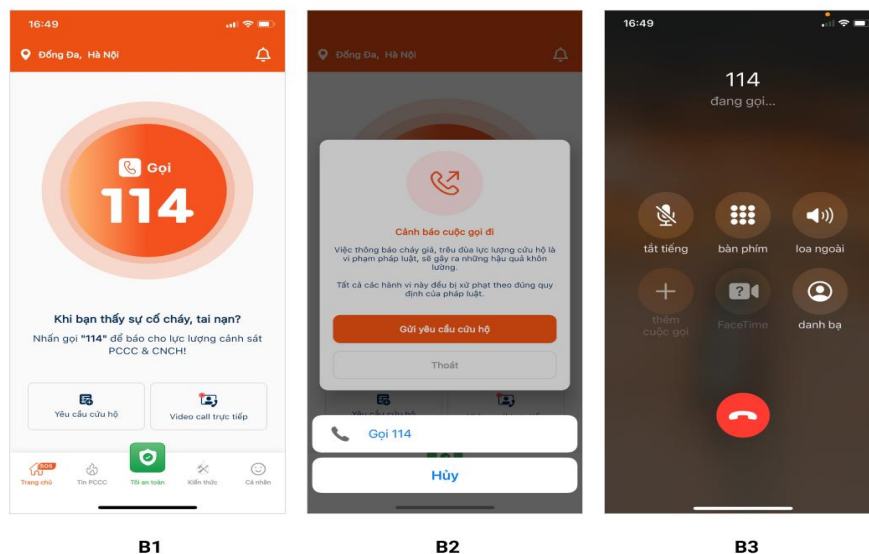 16:49
Đống Đa, Hà Nội
Gọi
114
Khi bạn thấy sự cố cháy, tai nạn?
Nhấn gọi "114" để báo cho lực lượng cảnh sát
PCCC & CNCH!
Yêu cầu cứu hộ
Video call trực tiếp
SOS
Trang chủ
Tin PCCC
Tôi an toàn
Kiến thức
Cá nhân
B1
Đống Đa, Hà Nội
Cảnh báo cuộc gọi đi
Việc thông báo cháy giả, trêu đùa lực lượng cứu hộ là
vi phạm pháp luật, sẽ gây ra những hậu quả khôn
lường.
Tất cả các hành vi này đều bị xử phạt theo đúng quy
định của pháp luật.
Gửi yêu cầu cứu hộ
Thoát
Gọi 114
Hủy
B2
16:49
114
đang gọi...
tắt tiếng
bàn phím
loa ngoài
thêm
cuộc gọi
FaceTime
danh bạ
B3